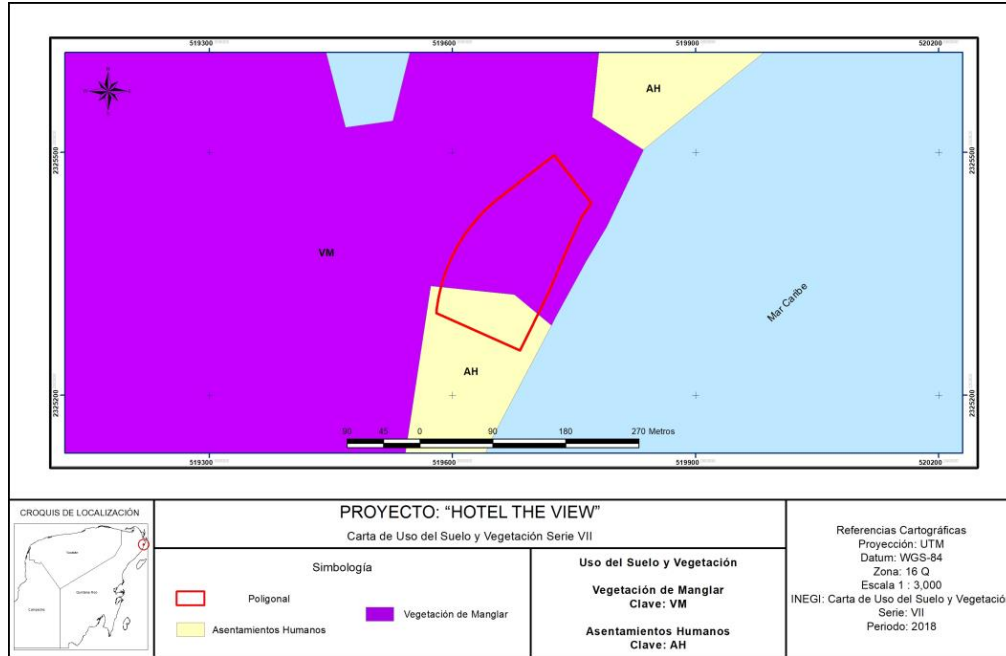 519300 519600 519900 520200
AH
2325500 2325500
VM
Mar Caribe
AH
2325200 2325200
90 45 0 90 180 270 Metros
519300 519600 519900 520200
CROQUIS DE LOCALIZACIÓN
PROYECTO: “HOTEL THE VIEW”
Carta de Uso del Suelo y Vegetación Serie VII
Simbología
Poligonal
Vegetación de Manglar
Asentamientos Humanos
Uso del Suelo y Vegetación
Vegetación de Manglar
Clave: VM
Asentamientos Humanos
Clave: AH
Referencias Cartográficas
Proyección: UTM
Datum: WGS-84
Zona: 16 Q
Escala 1 : 3,000
INEGI: Carta de Uso del Suelo y Vegetación
Serie: VII
Periodo: 2018